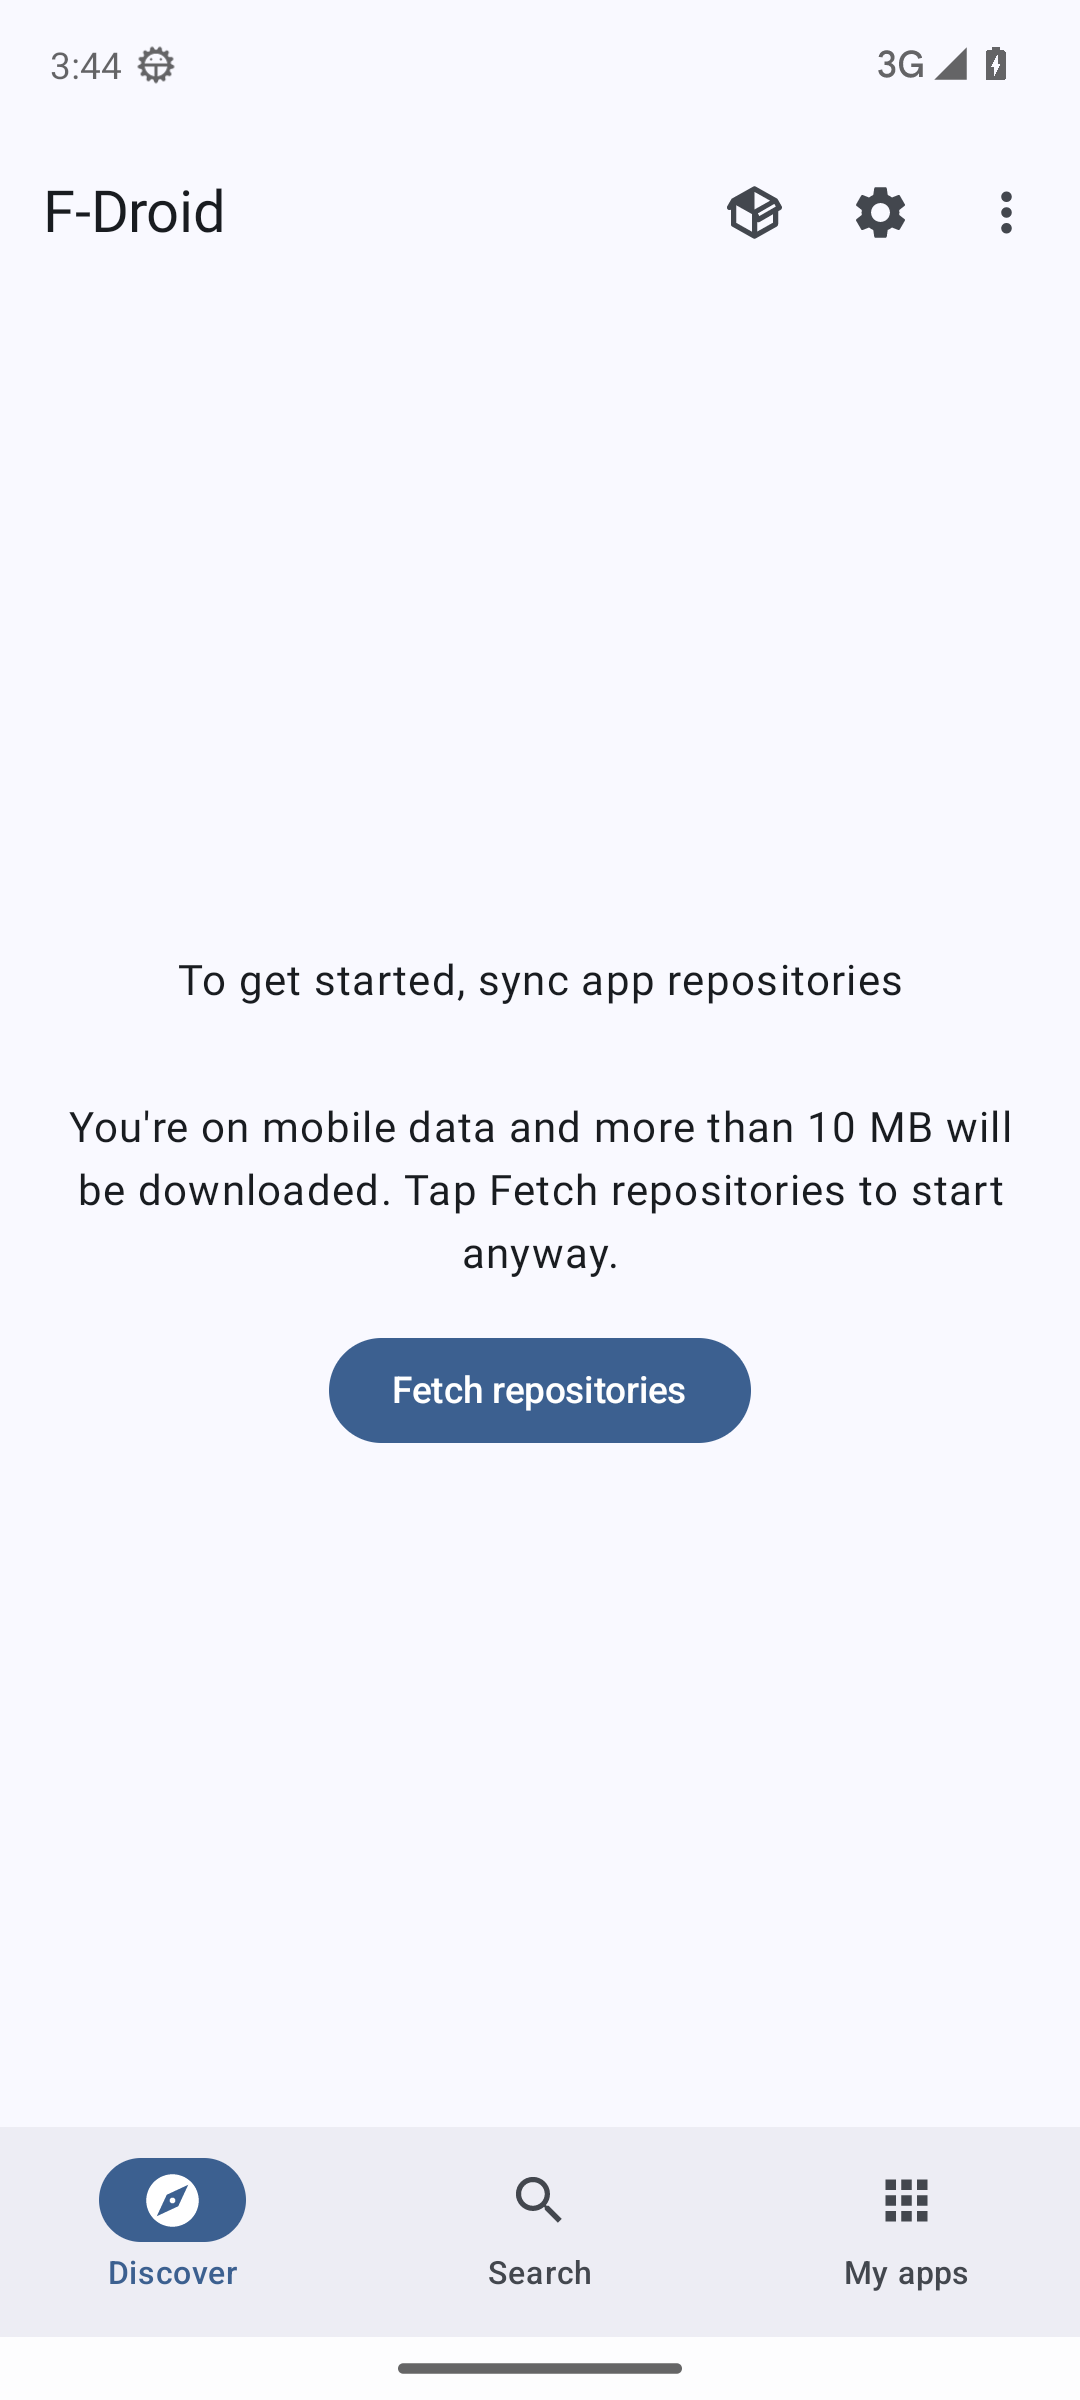 3:44
3G
F-Droid
To get started, sync app repositories
You're on mobile data and more than 10 MB will
be downloaded. Tap Fetch repositories to start
anyway.
Fetch repositories
Discover
Search
My apps